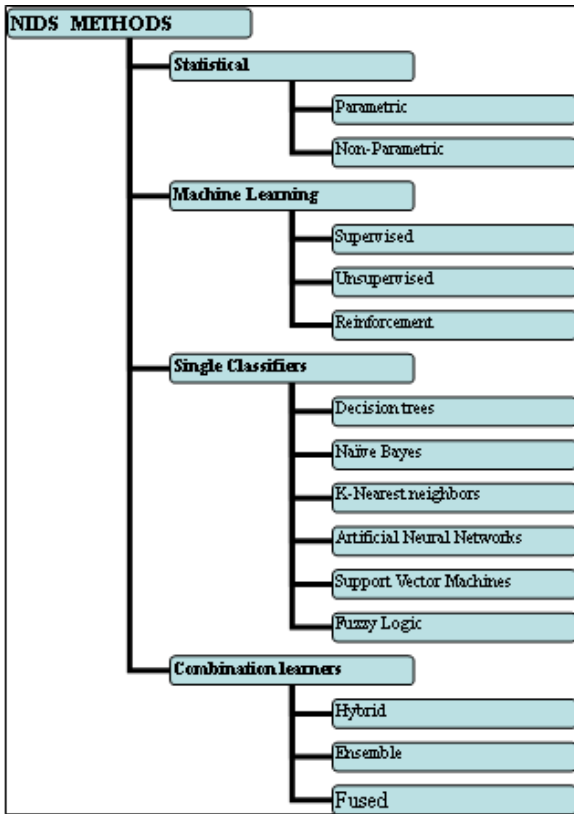 NIDS METHODS
Statistical
Parametric
Non-Parametric
Machine Learning
Supervised
Unsupervised
Reinforcement
Single Classifiers
Decision trees
Naïve Bayes
K-Nearest neighbors
Artificial Neural Networks
Support Vector Machines
Fuzzy Logic
Combination learners
Hybrid
Ensemble
Fused